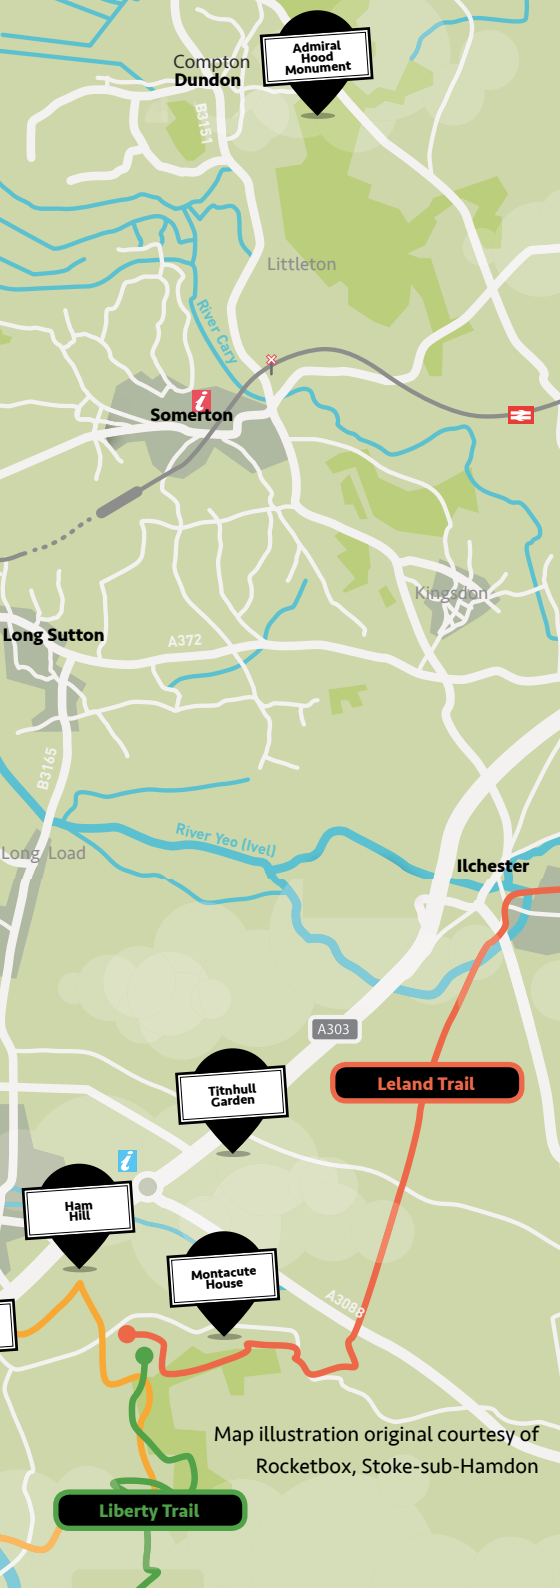 Admiral
Hood
Monument
Compton
Dundon
B3151
Littleton
River Cary
i
Somerton
Kingsdon
Long Sutton
A372
B3165
River Yeo (Ivel)
Long Load
Ilchester
A303
Leland Trail
Titnhull
Garden
i
Ham
Hill
Montacute
House
A3088
Map illustration original courtesy of
Rocketbox, Stoke-sub-Hamdon
Liberty Trail